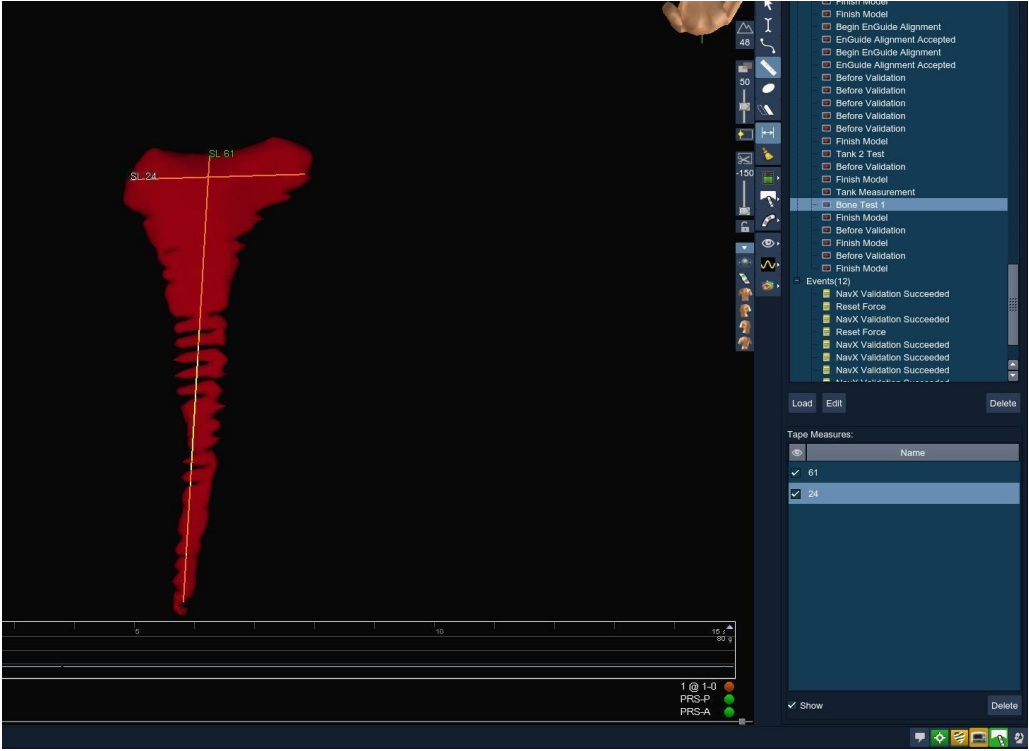 Finish Model
Finish Model
Begin EnGuide Alignment
EnGuide Alignment Accepted
Begin EnGuide Alignment
EnGuide Alignment Accepted
Before Validation
Before Validation
Before Validation
Before Validation
Before Validation
Finish Model
Tank 2 Test
Before Validation
Finish Model
Tank Measurement
Bone Test 1
Finish Model
Before Validation
Finish Model
Before Validation
Finish Model
Events(12)
NavX Validation Succeeded
Reset Force
NavX Validation Succeeded
Reset Force
NavX Validation Succeeded
NavX Validation Succeeded
NavX Validation Succeeded
NavX Validation Succeeded
Load Edit Delete
Tape Measures:
Name
61
24
Show Delete
48
50
-150
SL 61
SL 24
5 10 15 s
80 g
1 @ 1-0
PRS-P
PRS-A